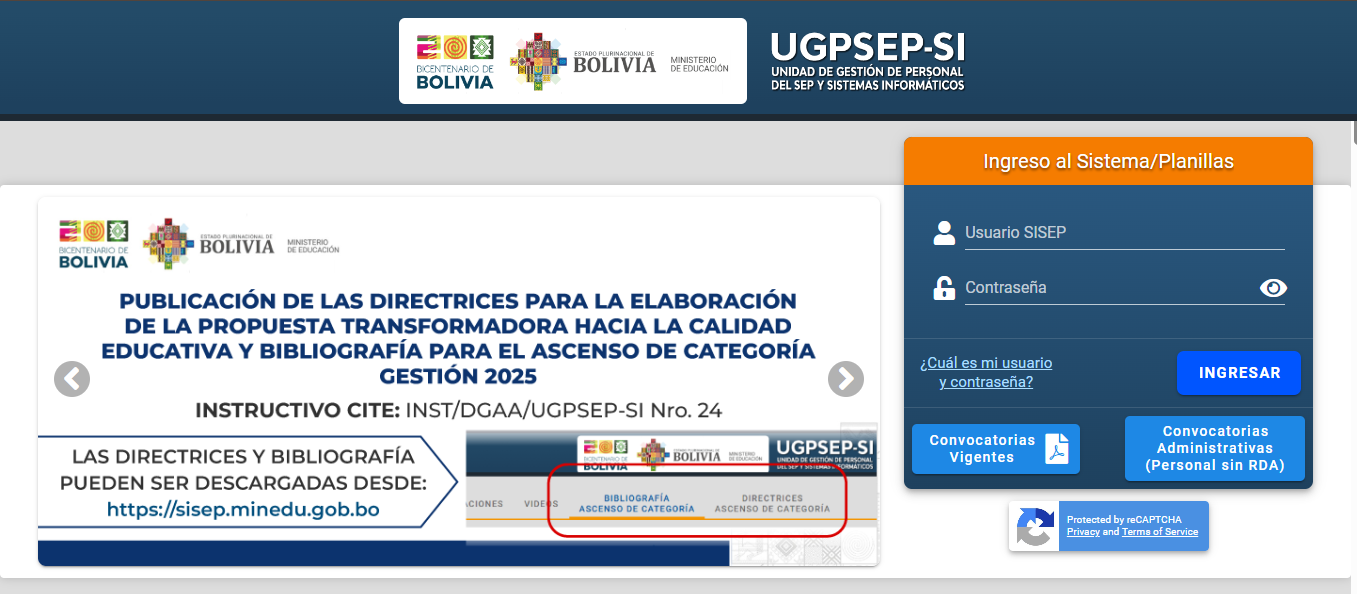 BICENTENARIO DE
BOLIVIA
ESTADO PLURINACIONAL DE
BOLIVIA
MINISTERIO
DE EDUCACIÓN
UGPSEP-SI
UNIDAD DE GESTIÓN DE PERSONAL
DEL SEP Y SISTEMAS INFORMÁTICOS
BICENTENARIO DE
BOLIVIA
ESTADO PLURINACIONAL DE
BOLIVIA
MINISTERIO
DE EDUCACIÓN
PUBLICACIÓN DE LAS DIRECTRICES PARA LA ELABORACIÓN
DE LA PROPUESTA TRANSFORMADORA HACIA LA CALIDAD
EDUCATIVA Y BIBLIOGRAFÍA PARA EL ASCENSO DE CATEGORÍA
GESTIÓN 2025
INSTRUCTIVO CITE: INST/DGAA/UGPSEP-SI Nro. 24
LAS DIRECTRICES Y BIBLIOGRAFÍA
PUEDEN SER DESCARGADAS DESDE:
https://sisep.minedu.gob.bo
BICENTENARIO DE
BOLIVIA
ESTADO PLURINACIONAL DE
BOLIVIA
MINISTERIO
DE EDUCACIÓN
UGPSEP-SI
UNIDAD DE GESTIÓN DE PERSONAL
DEL SEP Y SISTEMAS INFORMÁTICOS
CIONES
VIDEOS
BIBLIOGRAFÍA
ASCENSO DE CATEGORÍA
DIRECTRICES
ASCENSO DE CATEGORÍA
Ingreso al Sistema/Planillas
Usuario SISEP
Contraseña
¿Cuál es mi usuario
y contraseña?
INGRESAR
Convocatorias
Vigentes
Convocatorias
Administrativas
(Personal sin RDA)
Protected by reCAPTCHA
Privacy and Terms of Service